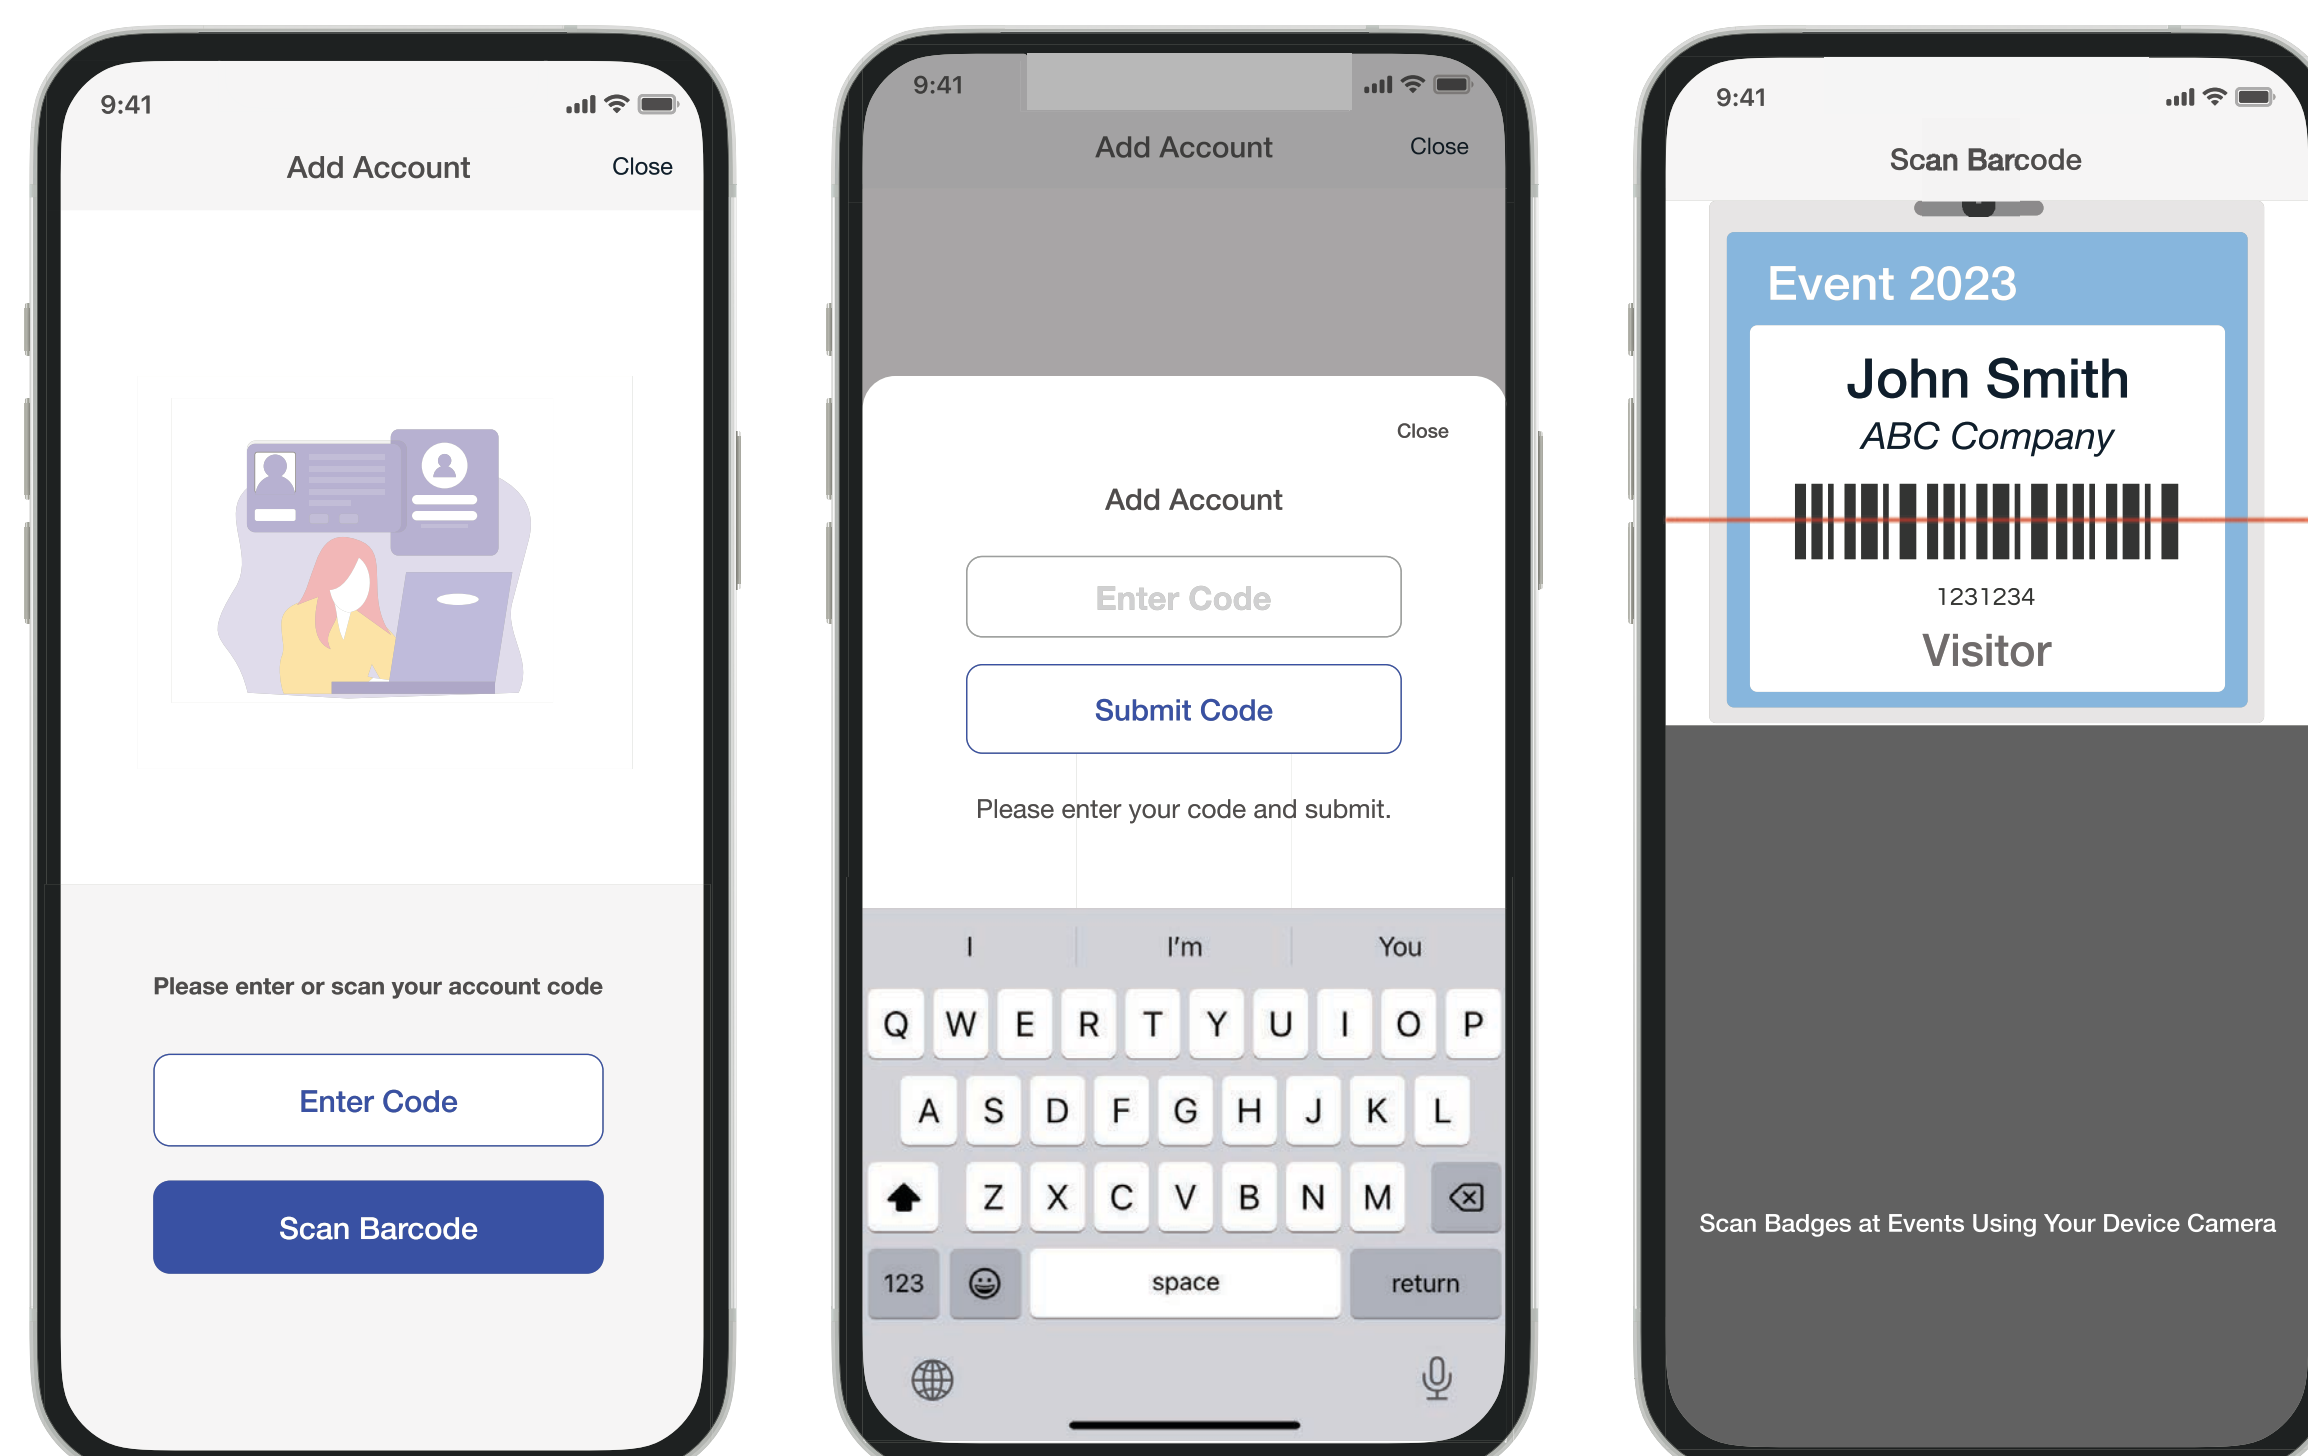 9:41
Add Account
Close
Please enter or scan your account code
Enter Code
Scan Barcode
9:41
Add Account
Close
Close
Add Account
Enter Code
Submit Code
Please enter your code and submit.
I I'm You
Q W E R T Y U I O P
A S D F G H J K L
Z X C V B N M
123 space return
9:41
Scan Barcode
Event 2023
John Smith
ABC Company
1231234
Visitor
Scan Badges at Events Using Your Device Camera